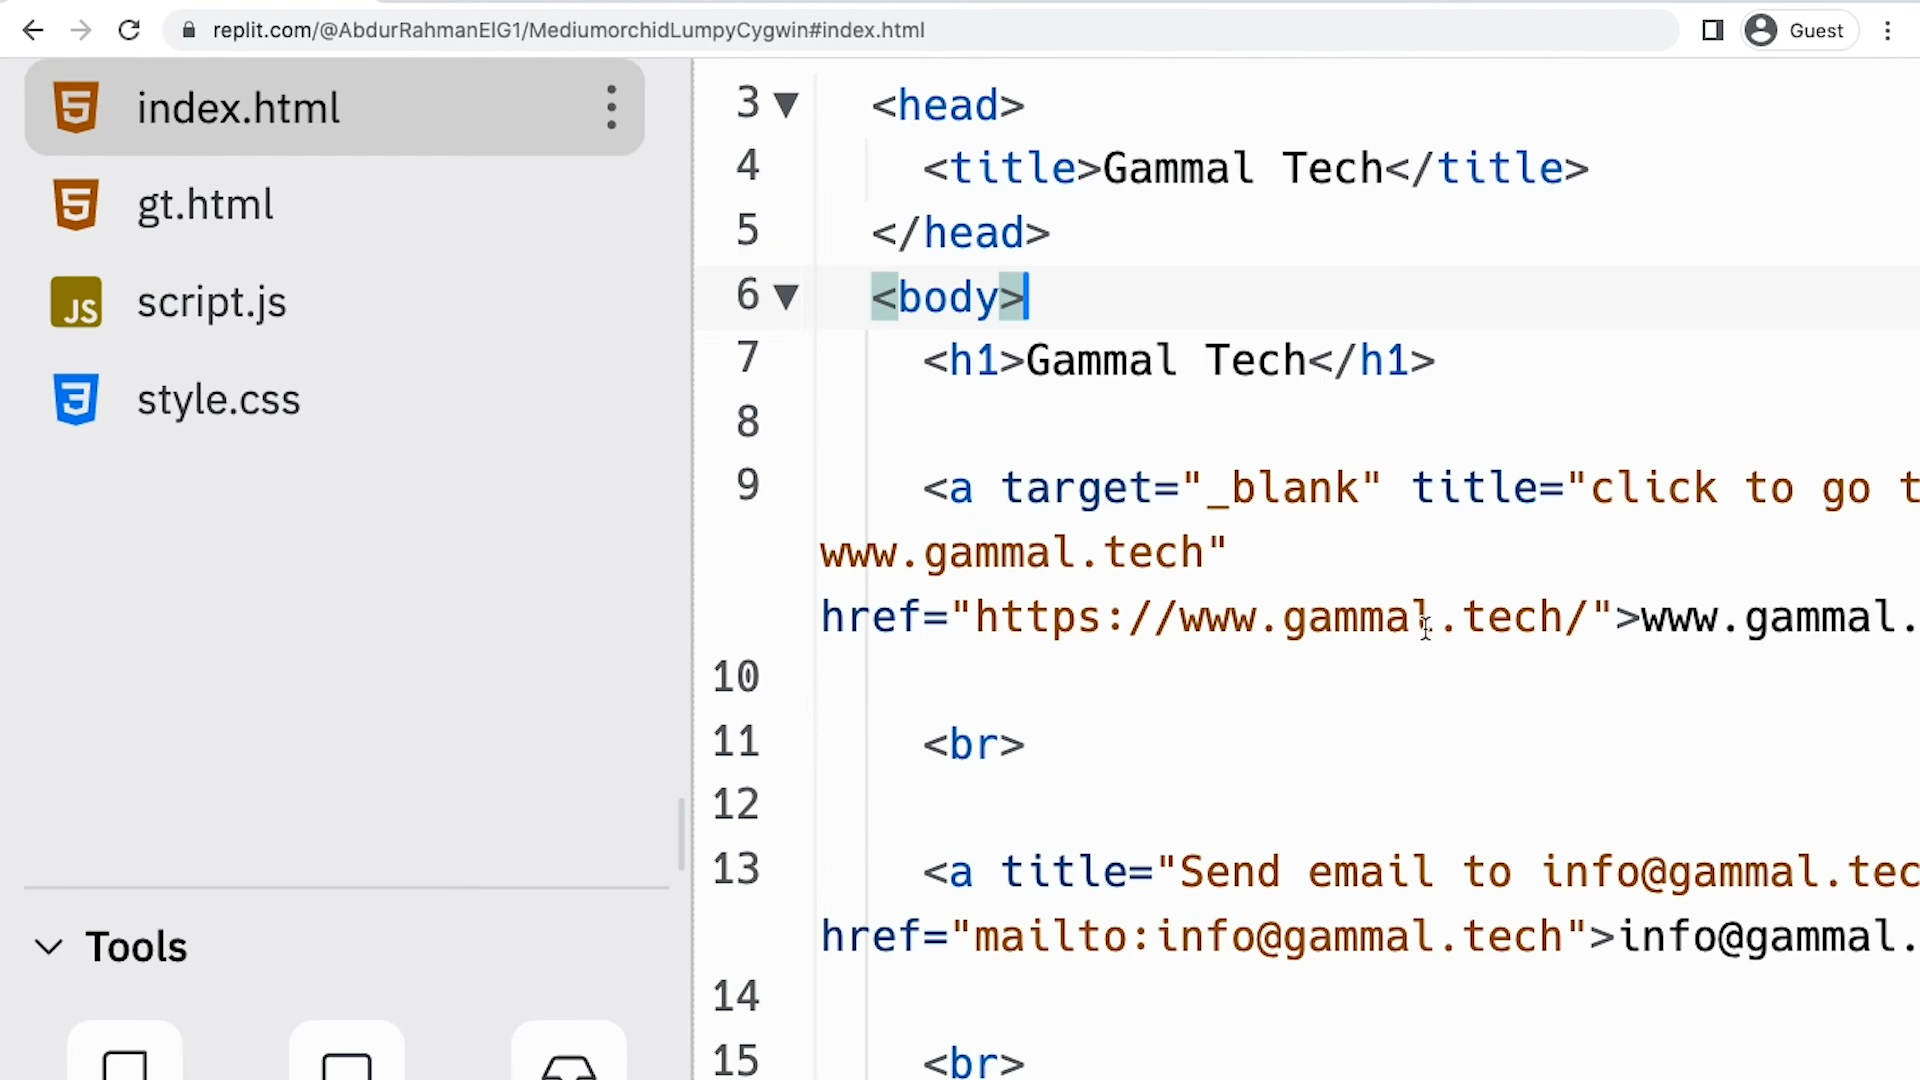 replit.com/@AbdurRahmanElG1/MediumorchidLumpyCygwin#index.html
Guest
index.html
gt.html
JS script.js
style.css
Tools
3 ▼ <head>
4 <title>Gammal Tech</title>
5 </head>
6 ▼ <body>
7 <h1>Gammal Tech</h1>
8
9 <a target="_blank" title="click to go t
www.gammal.tech"
href="https://www.gammal.tech/">www.gammal.
10
11 <br>
12
13 <a title="Send email to info@gammal.tec
href="mailto:info@gammal.tech">info@gammal.
14
15 <br>